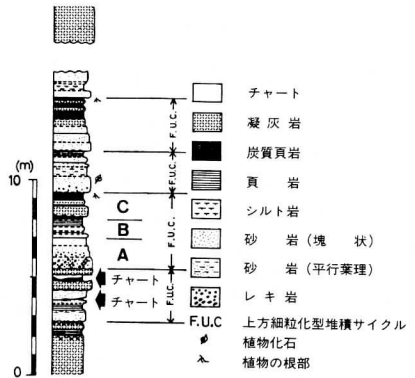 (m)
10
0
F.U.C.
F.U.C.
F.U.C.
F.U.C.
C
B
A
チャート
チャート
チャート
凝灰岩
炭質頁岩
頁 岩
シルト岩
砂 岩(塊 状)
砂 岩(平行葉理)
レキ岩
F.U.C 上方細粒化型堆積サイクル
植物化石
植物の根部